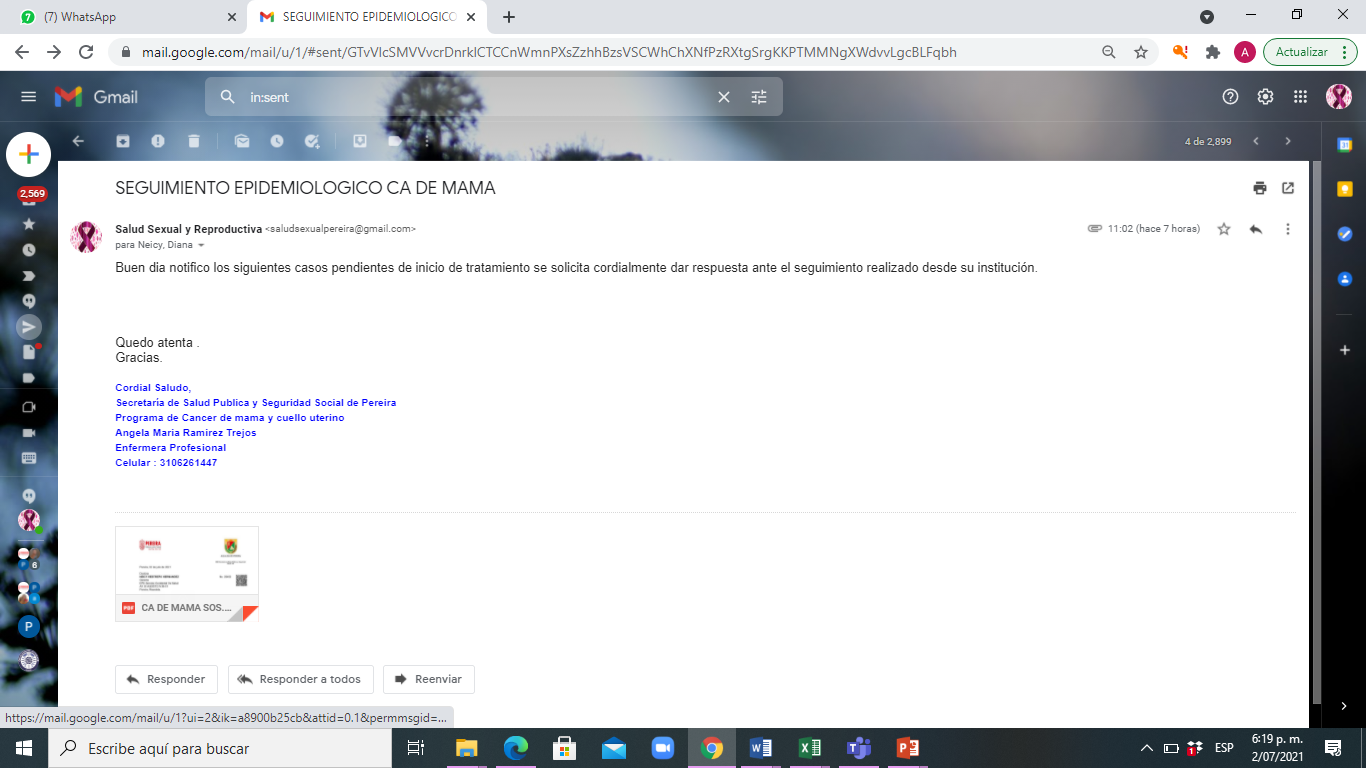 (7) WhatsApp
SEGUIMIENTO EPIDEMIOLOGICO
mail.google.com/mail/u/1/#sent/GTvVlcSMVVvcrDnrklCTCCnWmnPXsZzhhBzsVSCWhChXNfPzRXtgSrgKKPTMMNgXWdvvLgcBLFqbh
A
Actualizar
Gmail
in:sent
4 de 2,899
2,569
SEGUIMIENTO EPIDEMIOLOGICO CA DE MAMA
Salud Sexual y Reproductiva <saludsexualpereira@gmail.com>
11:02 (hace 7 horas)
para Neicy, Diana
Buen dia notifico los siguientes casos pendientes de inicio de tratamiento se solicita cordialmente dar respuesta ante el seguimiento realizado desde su institución.
Quedo atenta .
Gracias.
Cordial Saludo,
Secretaría de Salud Publica y Seguridad Social de Pereira
Programa de Cancer de mama y cuello uterino
Angela Maria Ramirez Trejos
Enfermera Profesional
Celular : 3106261447
PDF CA DE MAMA SOS....
6
P
Responder
Responder a todos
Reenviar
https://mail.google.com/mail/u/1?ui=2&ik=a8900b25cb&attid=0.1&permmsgid=...
Escribe aquí para buscar
ESP
6:19 p. m.
2/07/2021